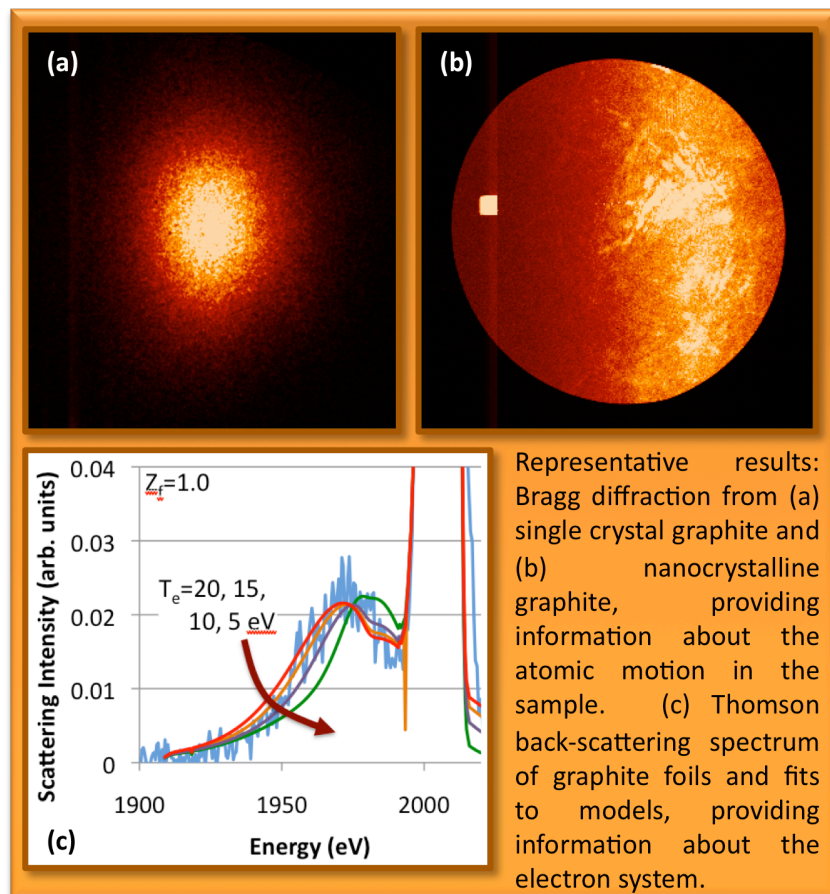 (a)
(b)
0.04
0.03
0.02
0.01
0
Scattering Intensity (arb. units)
Zf=1.0
Te=20, 15,
10, 5 eV
1900
1950
2000
Energy (eV)
(c)
Representative results:
Bragg diffraction from (a)
single crystal graphite and
(b) nanocrystalline
graphite, providing
information about the
atomic motion in the
sample. (c) Thomson
back-scattering spectrum
of graphite foils and fits
to models, providing
information about the
electron system.